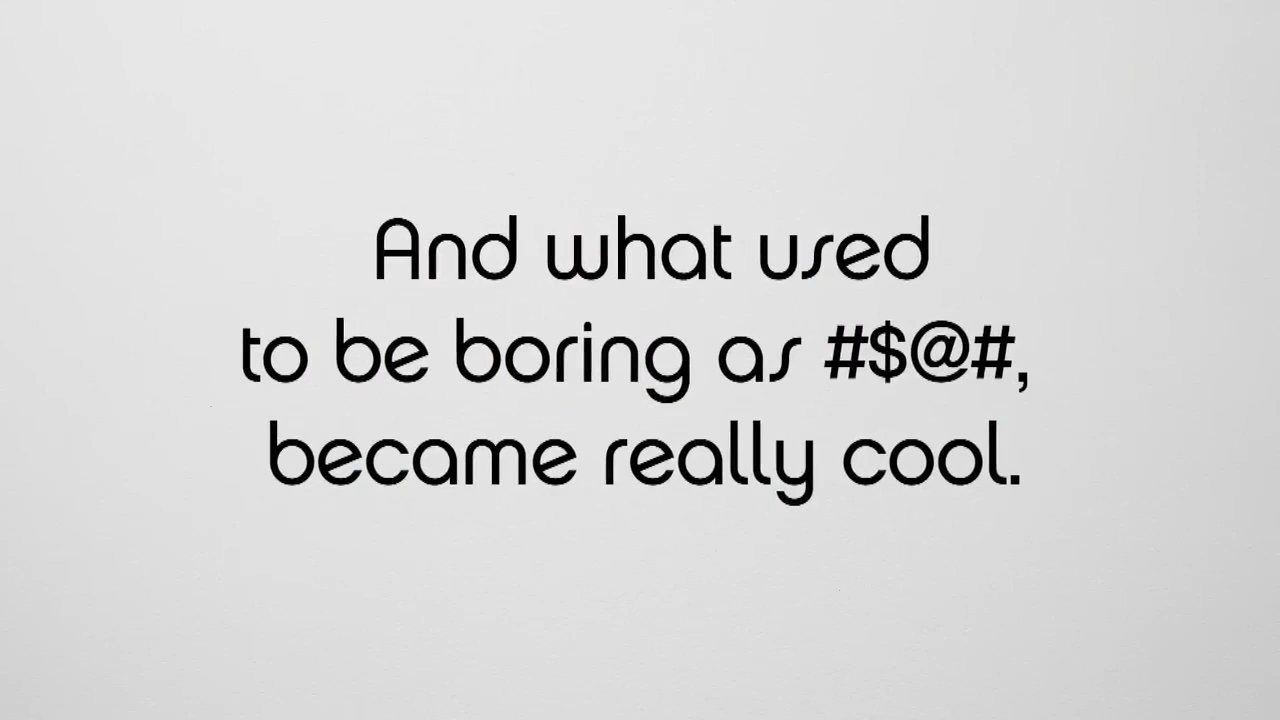 And what used
to be boring as #$@#,
became really cool.